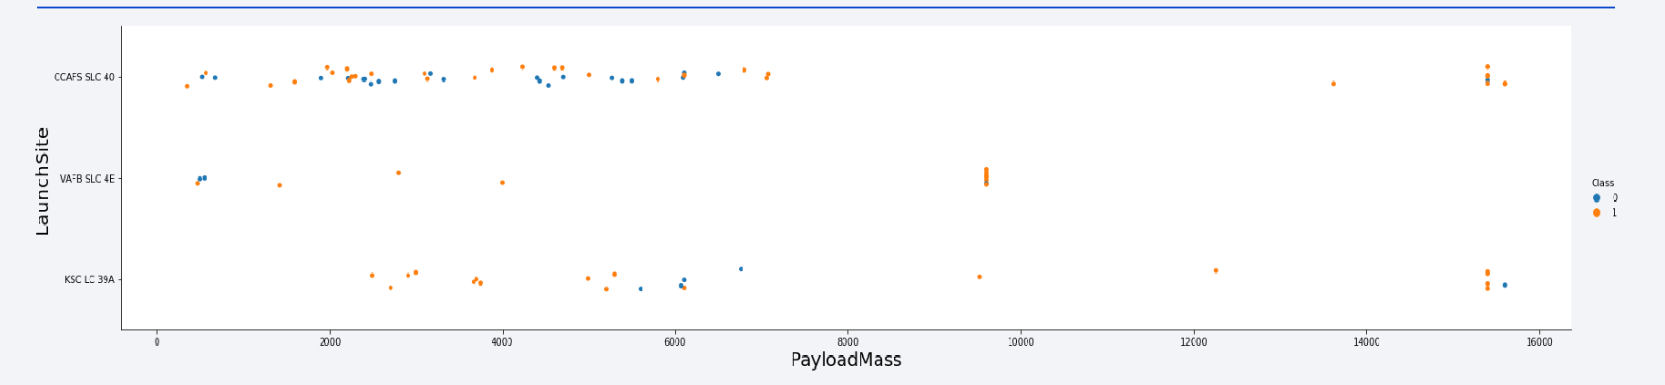 LaunchSite
CCAFS SLC 40
VAFB SLC 4E
KSC LC 39A
0
2000
4000
6000
8000
10000
12000
14000
16000
PayloadMass
Class
0
1